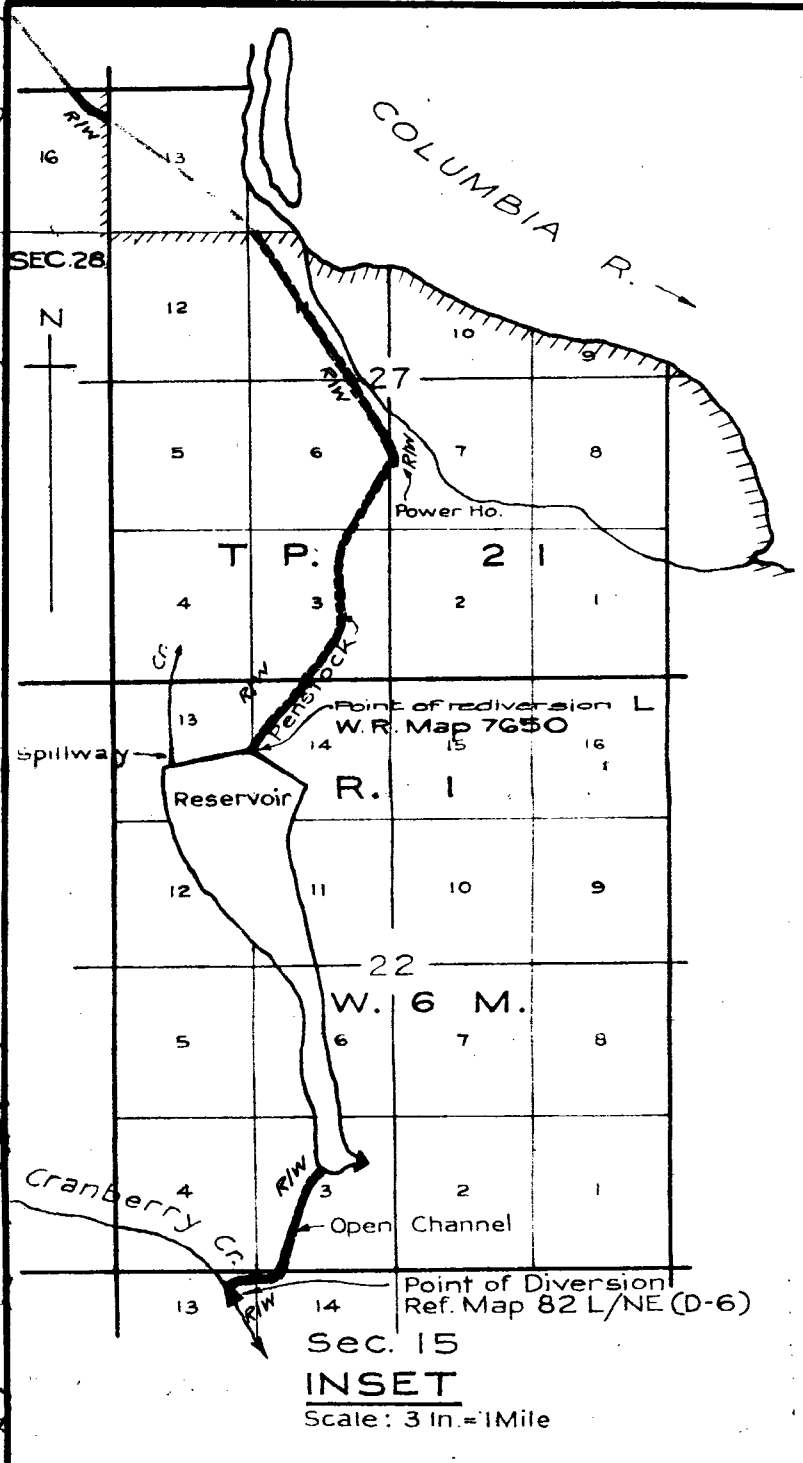 COLUMBIA R.
R/W
16
13
SEC. 28
N
12
11
10
9
27
R/W
5
6
7
8
R/W
Power Ho.
T P. 21
4
3
2
1
Cr.
R/W
Penstock
13
Point of rediversion L
W.R. Map 7650
14
15
16
Spillway
Reservoir
R. 1
12
11
10
9
22
W. 6 M.
5
6
7
8
R/W
Cranberry Cr.
4
3
2
1
Open Channel
Point of Diversion
Ref. Map 82 L/NE (D-6)
13
R/W
14
Sec. 15
INSET
Scale: 3 In.=1Mile